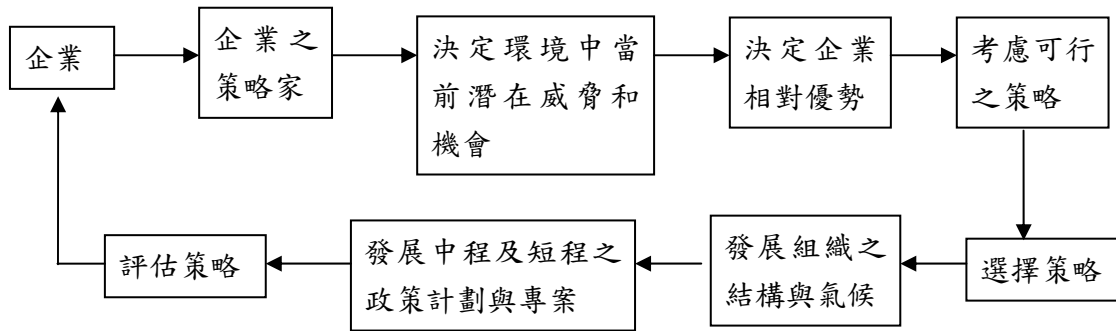 企業
企業之
策略家
決定環境中當
前潛在威脅和
機會
決定企業
相對優勢
考慮可行
之策略
選擇策略
發展組織之
結構與氣候
發展中程及短程之
政策計劃與專案
評估策略